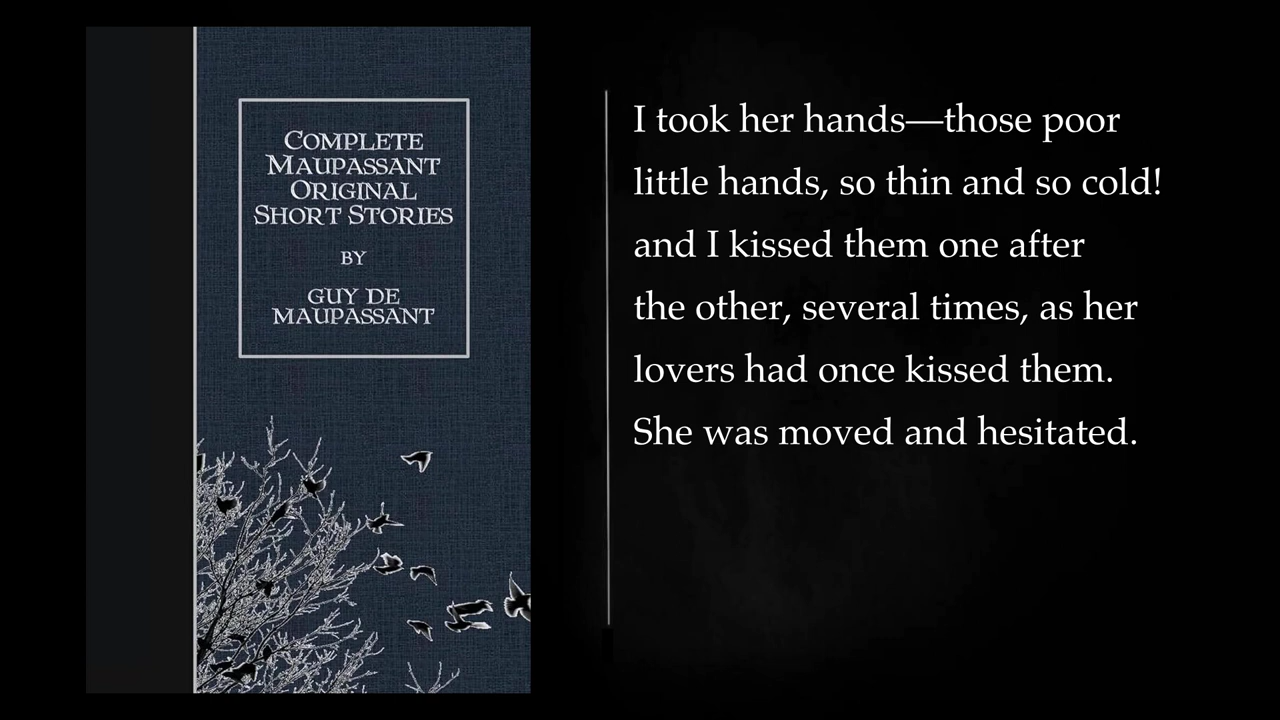 COMPLETE
MAUPASSANT
ORIGINAL
SHORT STORIES
BY
GUY DE
MAUPASSANT
I took her hands—those poor
little hands, so thin and so cold!
and I kissed them one after
the other, several times, as her
lovers had once kissed them.
She was moved and hesitated.